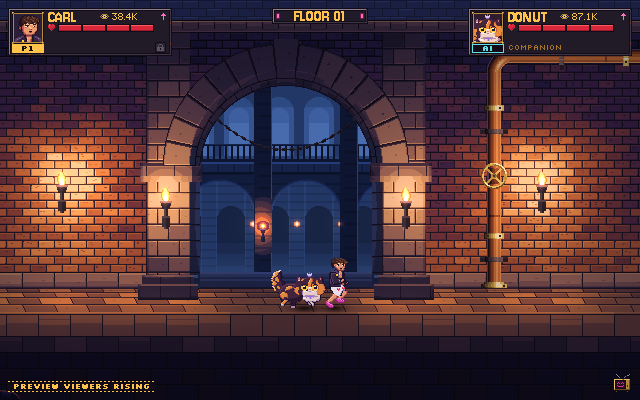 CARL 38.4K
P1
FLOOR 01
DONUT 87.1K
AI COMPANION
PREVIEW VIEWERS RISING